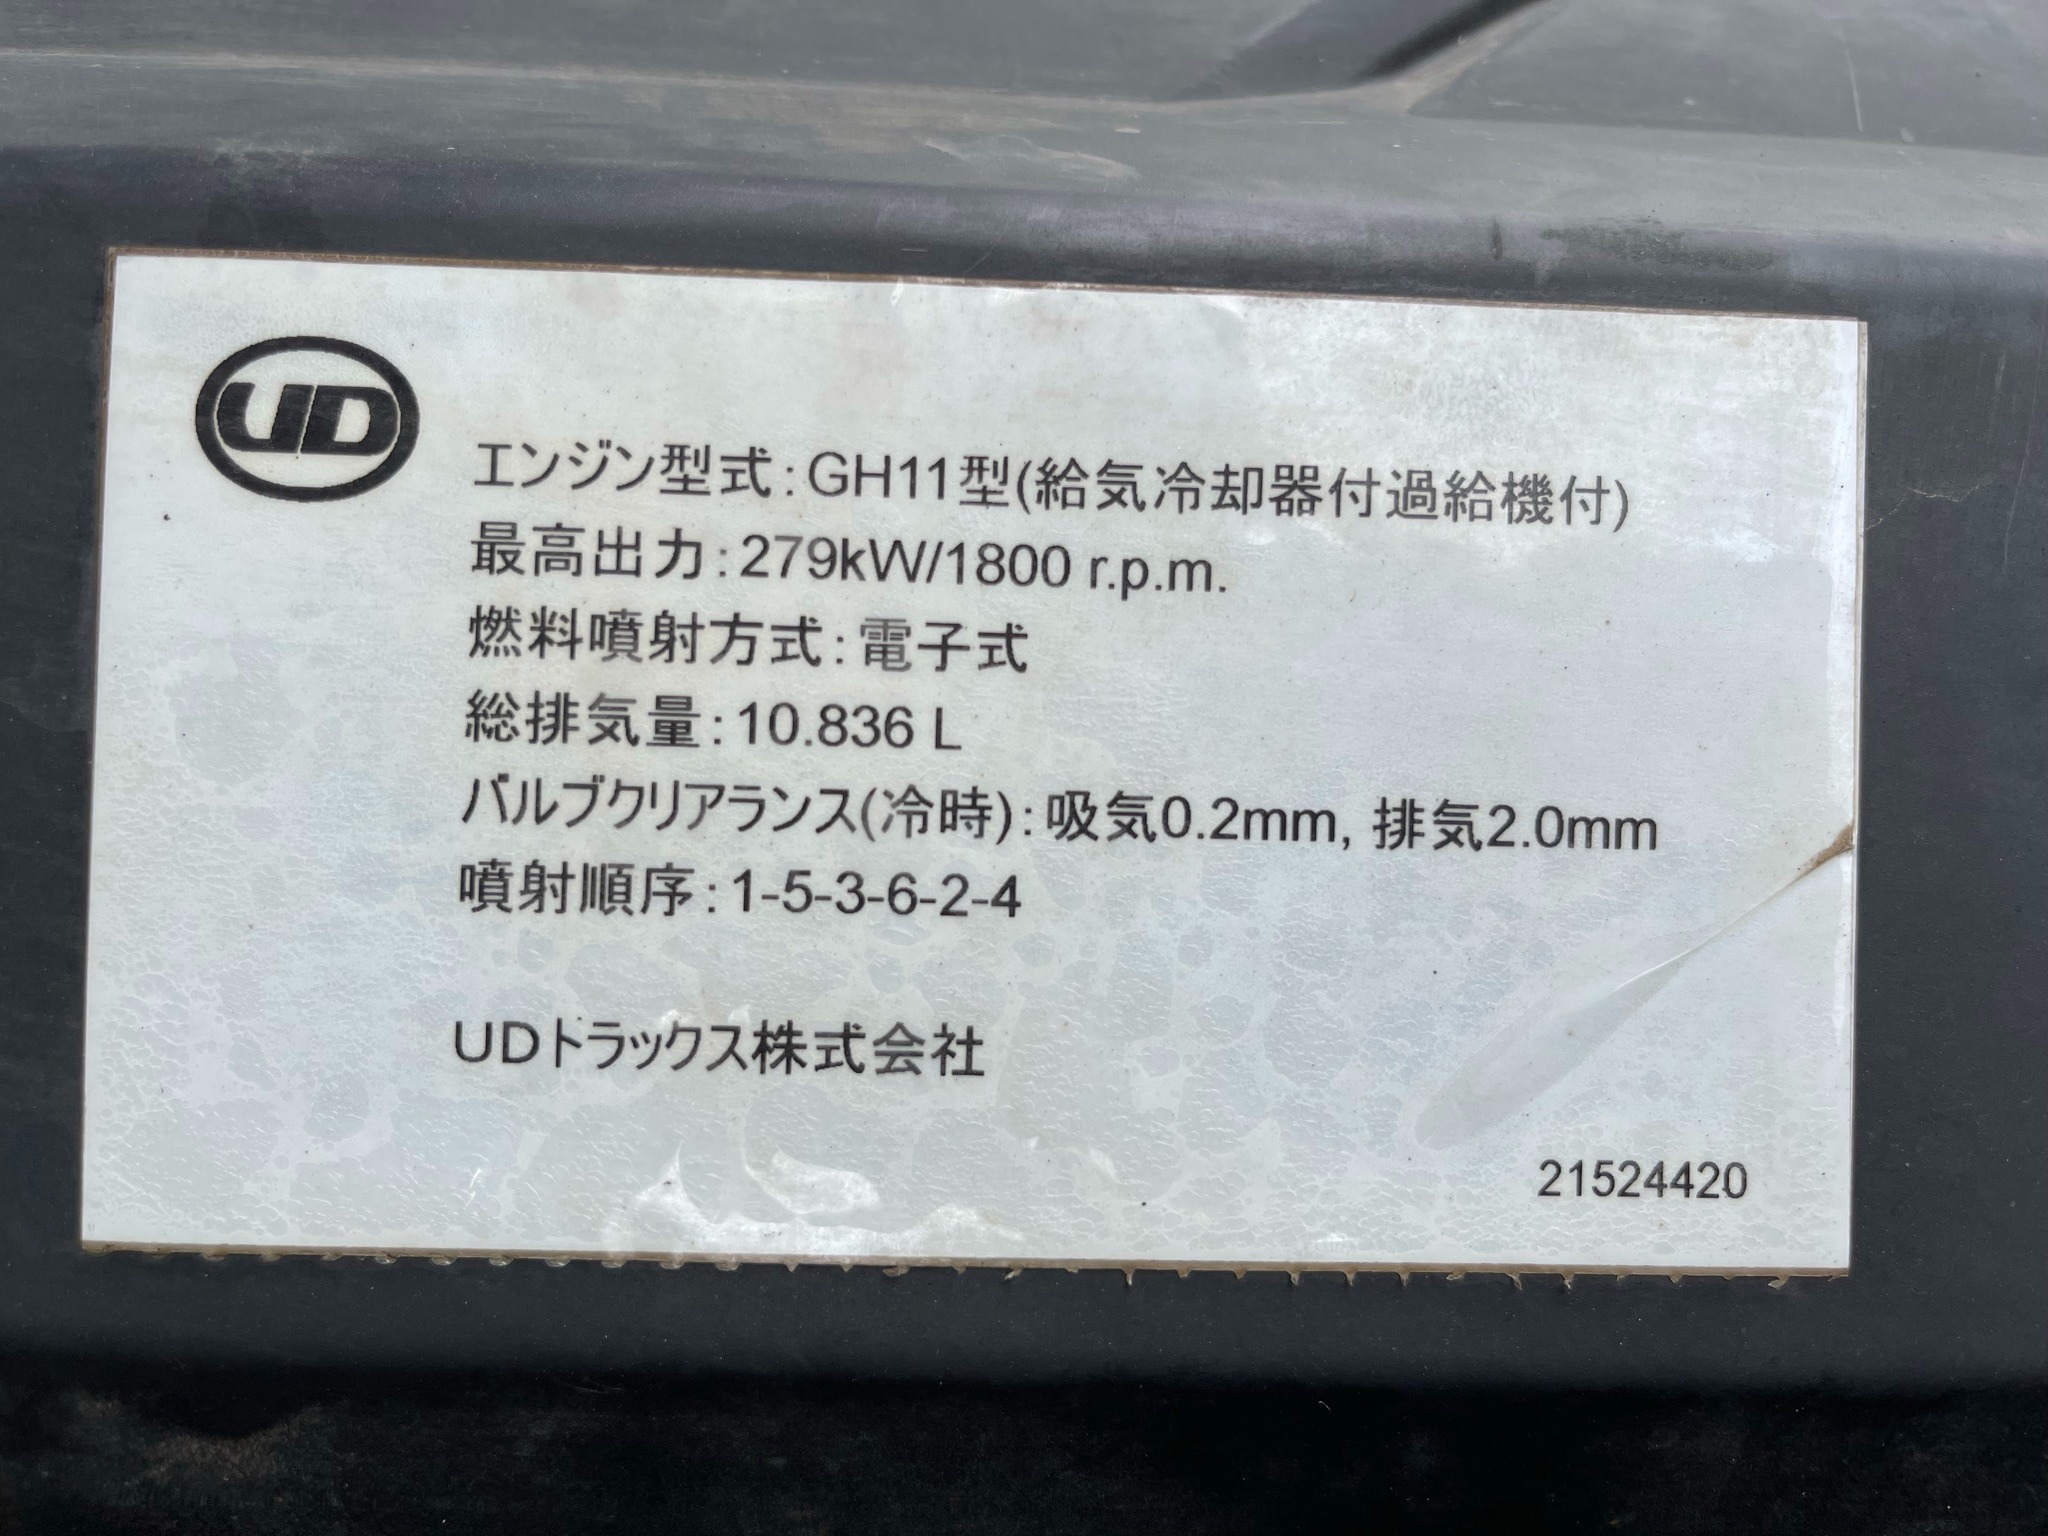 UD
エンジン型式:GH11型(給気冷却器付過給機付)
最高出力:279kW/1800 r.p.m.
燃料噴射方式:電子式
総排気量:10.836 L
バルブクリアランス(冷時):吸気0.2mm, 排気2.0mm
噴射順序:1-5-3-6-2-4
UDトラックス株式会社
21524420